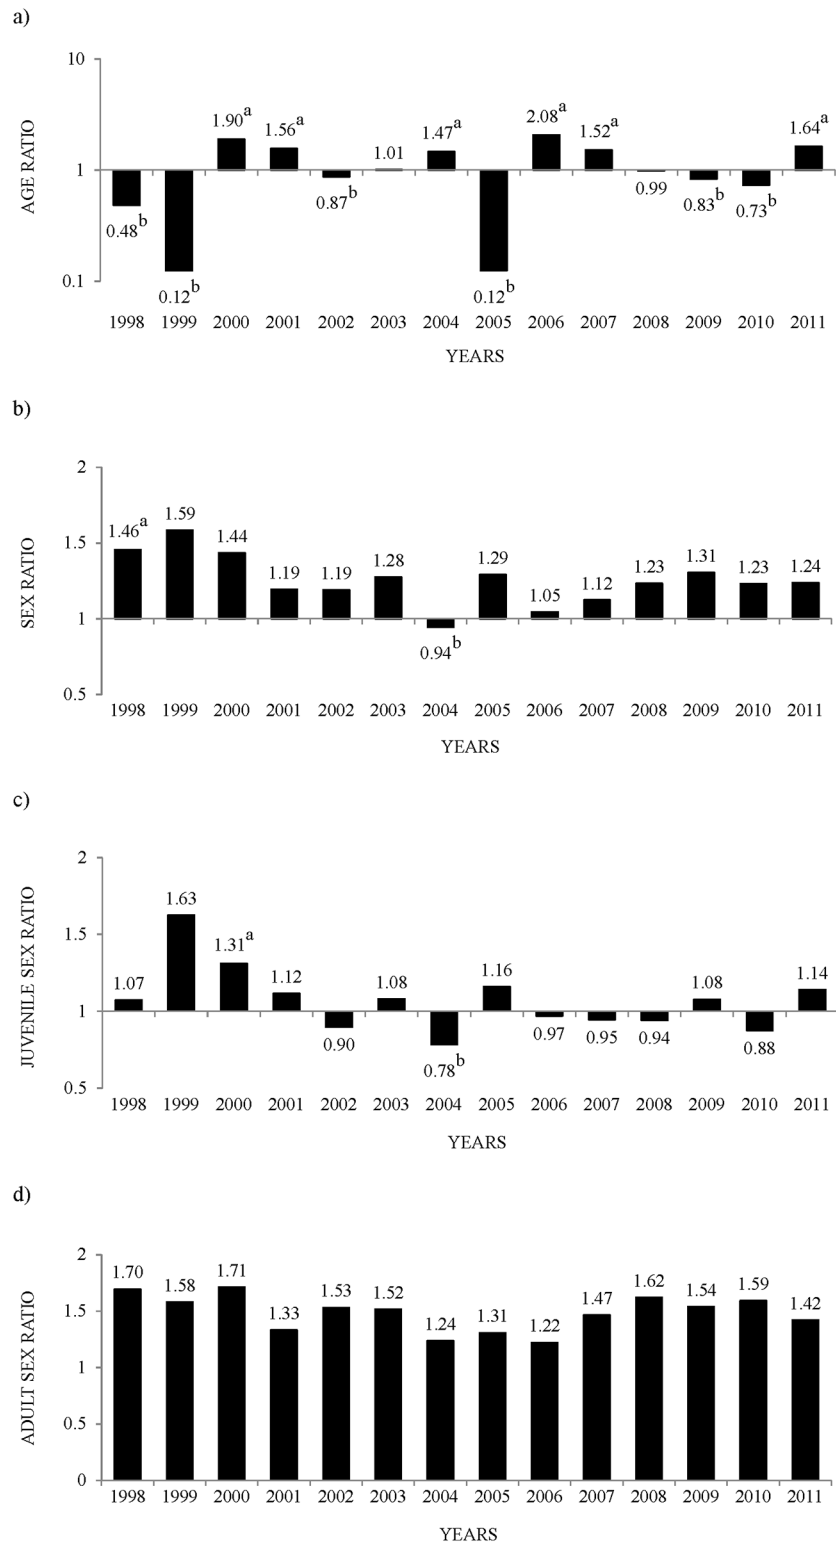 a)
AGE RATIO
10
1
0.1
0.48b
0.12b
1.90a
1.56a
0.87b
1.01
1.47a
0.12b
2.08a
1.52a
0.99
0.83b
0.73b
1.64a
1998 1999 2000 2001 2002 2003 2004 2005 2006 2007 2008 2009 2010 2011
YEARS
b)
SEX RATIO
2
1.5
1
0.5
1.46a
1.59
1.44
1.19
1.19
1.28
0.94b
1.29
1.05
1.12
1.23
1.31
1.23
1.24
1998 1999 2000 2001 2002 2003 2004 2005 2006 2007 2008 2009 2010 2011
YEARS
c)
JUVENILE SEX RATIO
2
1.5
1
0.5
1.07
1.63
1.31a
1.12
0.90
1.08
0.78b
1.16
0.97
0.95
0.94
1.08
0.88
1.14
1998 1999 2000 2001 2002 2003 2004 2005 2006 2007 2008 2009 2010 2011
YEARS
d)
ADULT SEX RATIO
2
1.5
1
0.5
0
1.70
1.58
1.71
1.33
1.53
1.52
1.24
1.31
1.22
1.47
1.62
1.54
1.59
1.42
1998 1999 2000 2001 2002 2003 2004 2005 2006 2007 2008 2009 2010 2011
YEARS